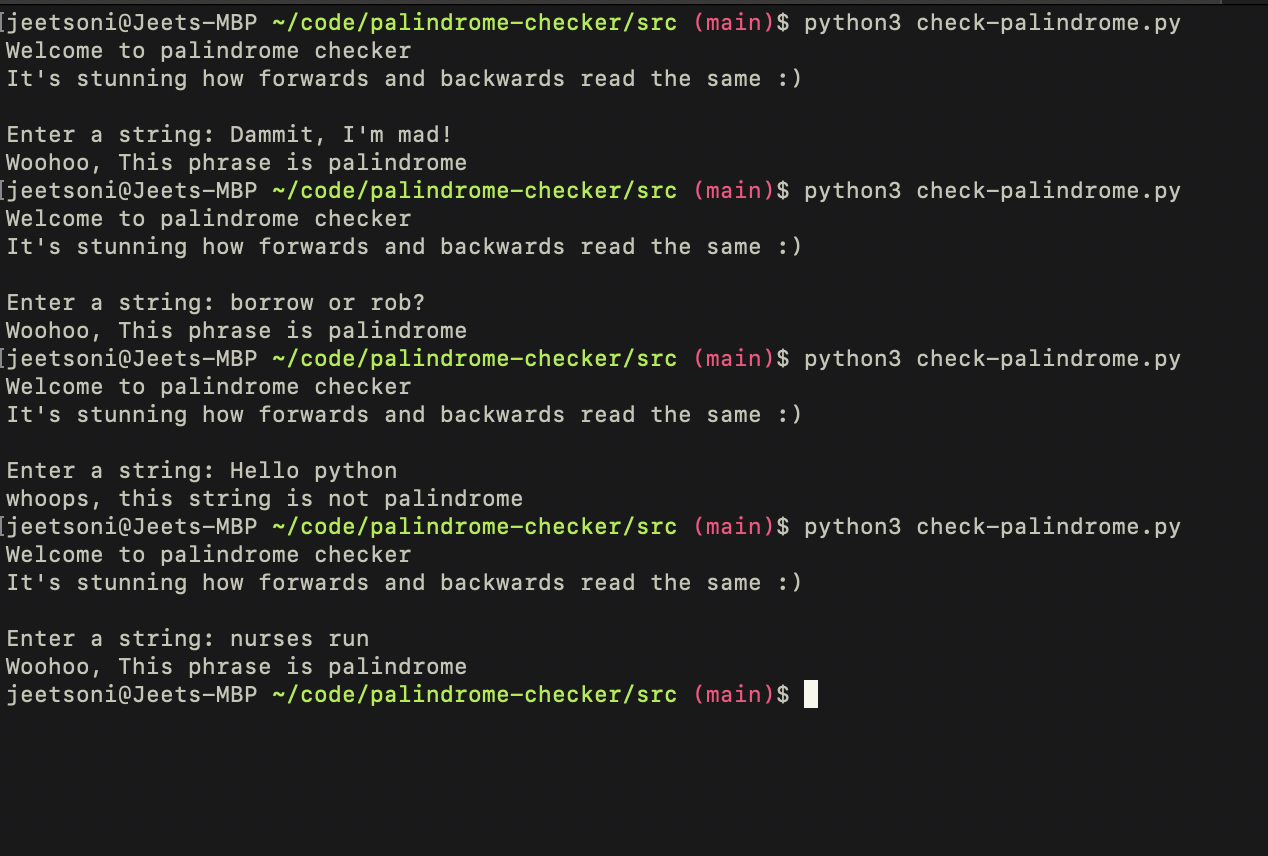 [jeetsoni@Jeets-MBP ~/code/palindrome-checker/src (main)$ python3 check-palindrome.py
Welcome to palindrome checker
It's stunning how forwards and backwards read the same :)
Enter a string: Dammit, I'm mad!
Woohoo, This phrase is palindrome
[jeetsoni@Jeets-MBP ~/code/palindrome-checker/src (main)$ python3 check-palindrome.py
Welcome to palindrome checker
It's stunning how forwards and backwards read the same :)
Enter a string: borrow or rob?
Woohoo, This phrase is palindrome
[jeetsoni@Jeets-MBP ~/code/palindrome-checker/src (main)$ python3 check-palindrome.py
Welcome to palindrome checker
It's stunning how forwards and backwards read the same :)
Enter a string: Hello python
whoops, this string is not palindrome
[jeetsoni@Jeets-MBP ~/code/palindrome-checker/src (main)$ python3 check-palindrome.py
Welcome to palindrome checker
It's stunning how forwards and backwards read the same :)
Enter a string: nurses run
Woohoo, This phrase is palindrome
jeetsoni@Jeets-MBP ~/code/palindrome-checker/src (main)$